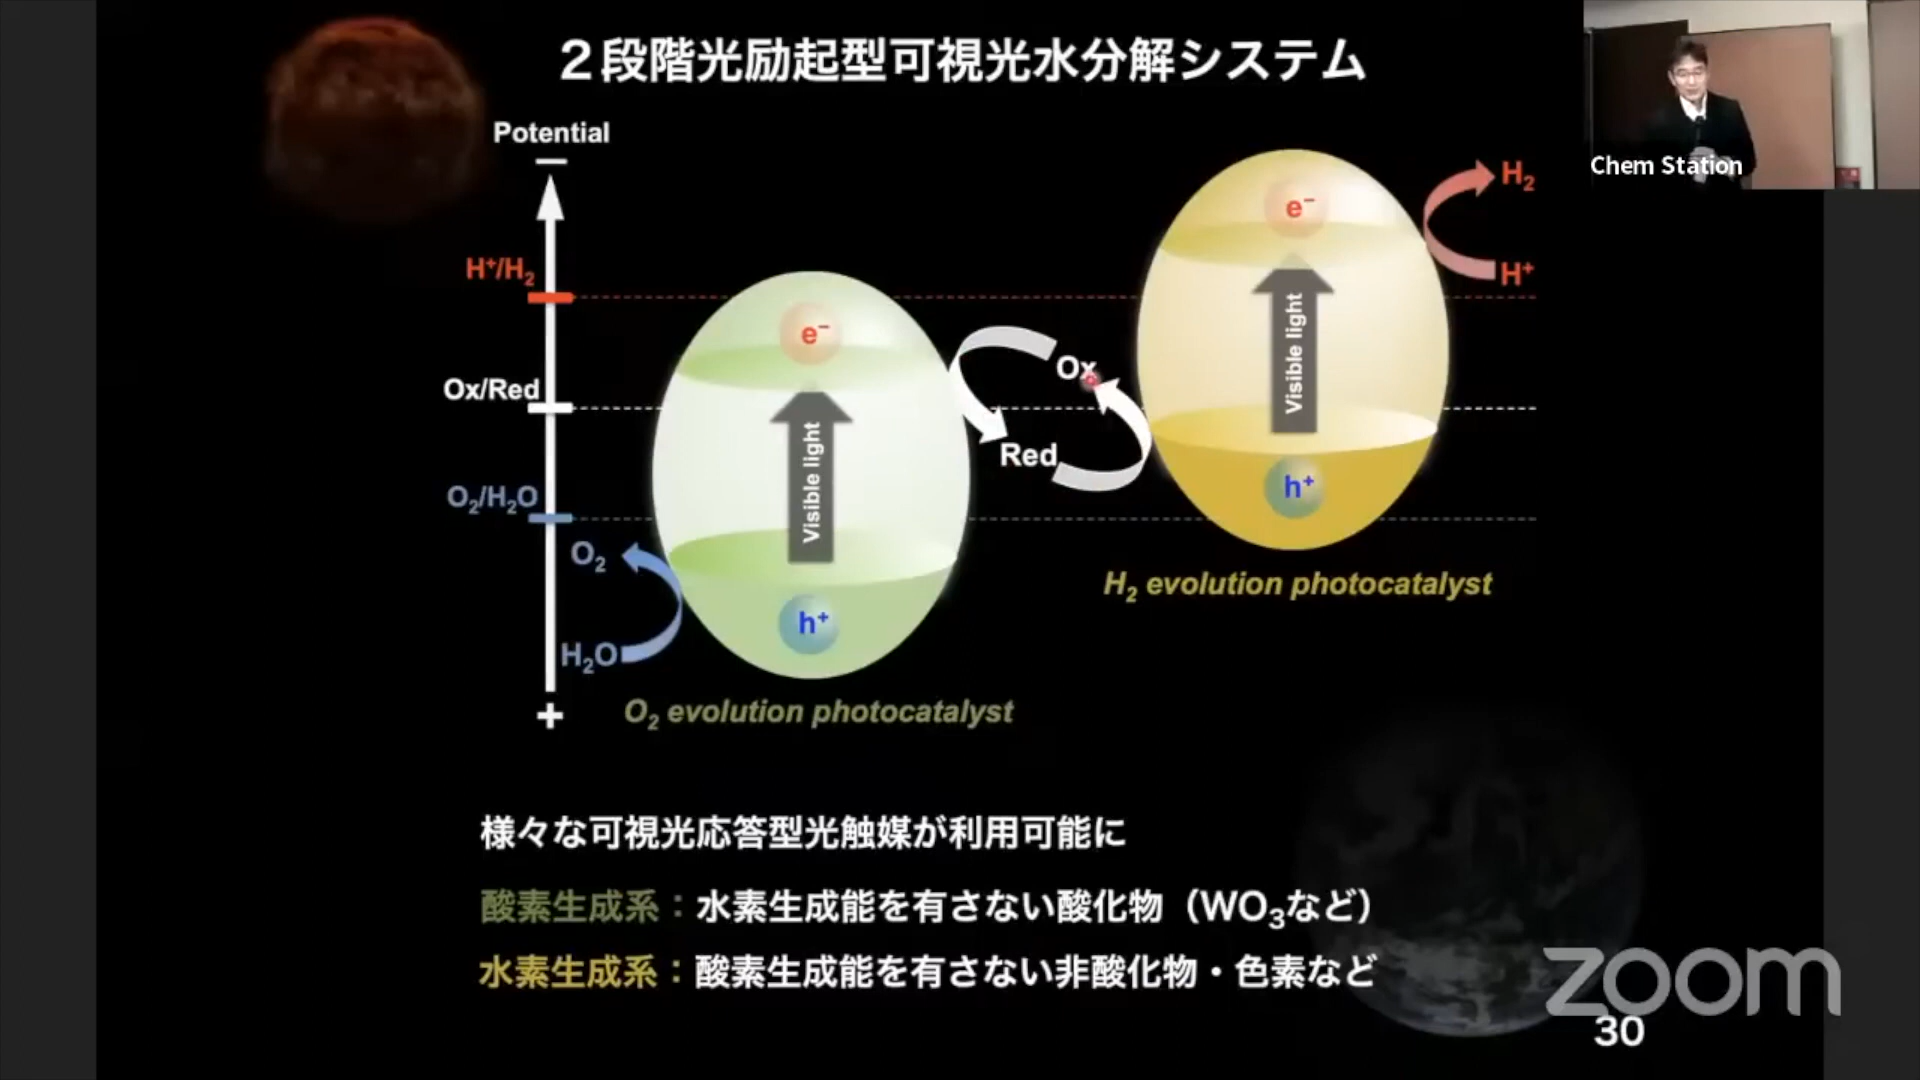 2段階光励起型可視光水分解システム
Chem Station
Potential
−
H⁺/H₂
Ox/Red
O₂/H₂O
O₂
H₂O
+
e⁻
Visible light
h⁺
O₂ evolution photocatalyst
Ox
Red
e⁻
Visible light
h⁺
H₂
H⁺
H₂ evolution photocatalyst
様々な可視光応答型光触媒が利用可能に
酸素生成系：水素生成能を有さない酸化物（WO₃など）
水素生成系：酸素生成能を有さない非酸化物・色素など
zoom
30